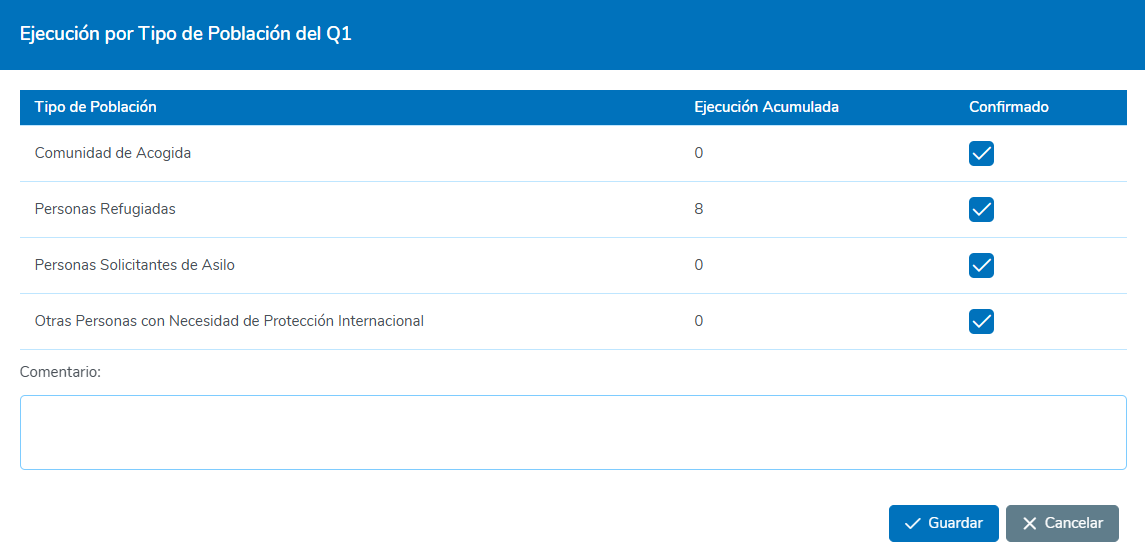 Ejecución por Tipo de Población del Q1
Tipo de Población Ejecución Acumulada Confirmado
Comunidad de Acogida 0
Personas Refugiadas 8
Personas Solicitantes de Asilo 0
Otras Personas con Necesidad de Protección Internacional 0
Comentario:
Guardar Cancelar